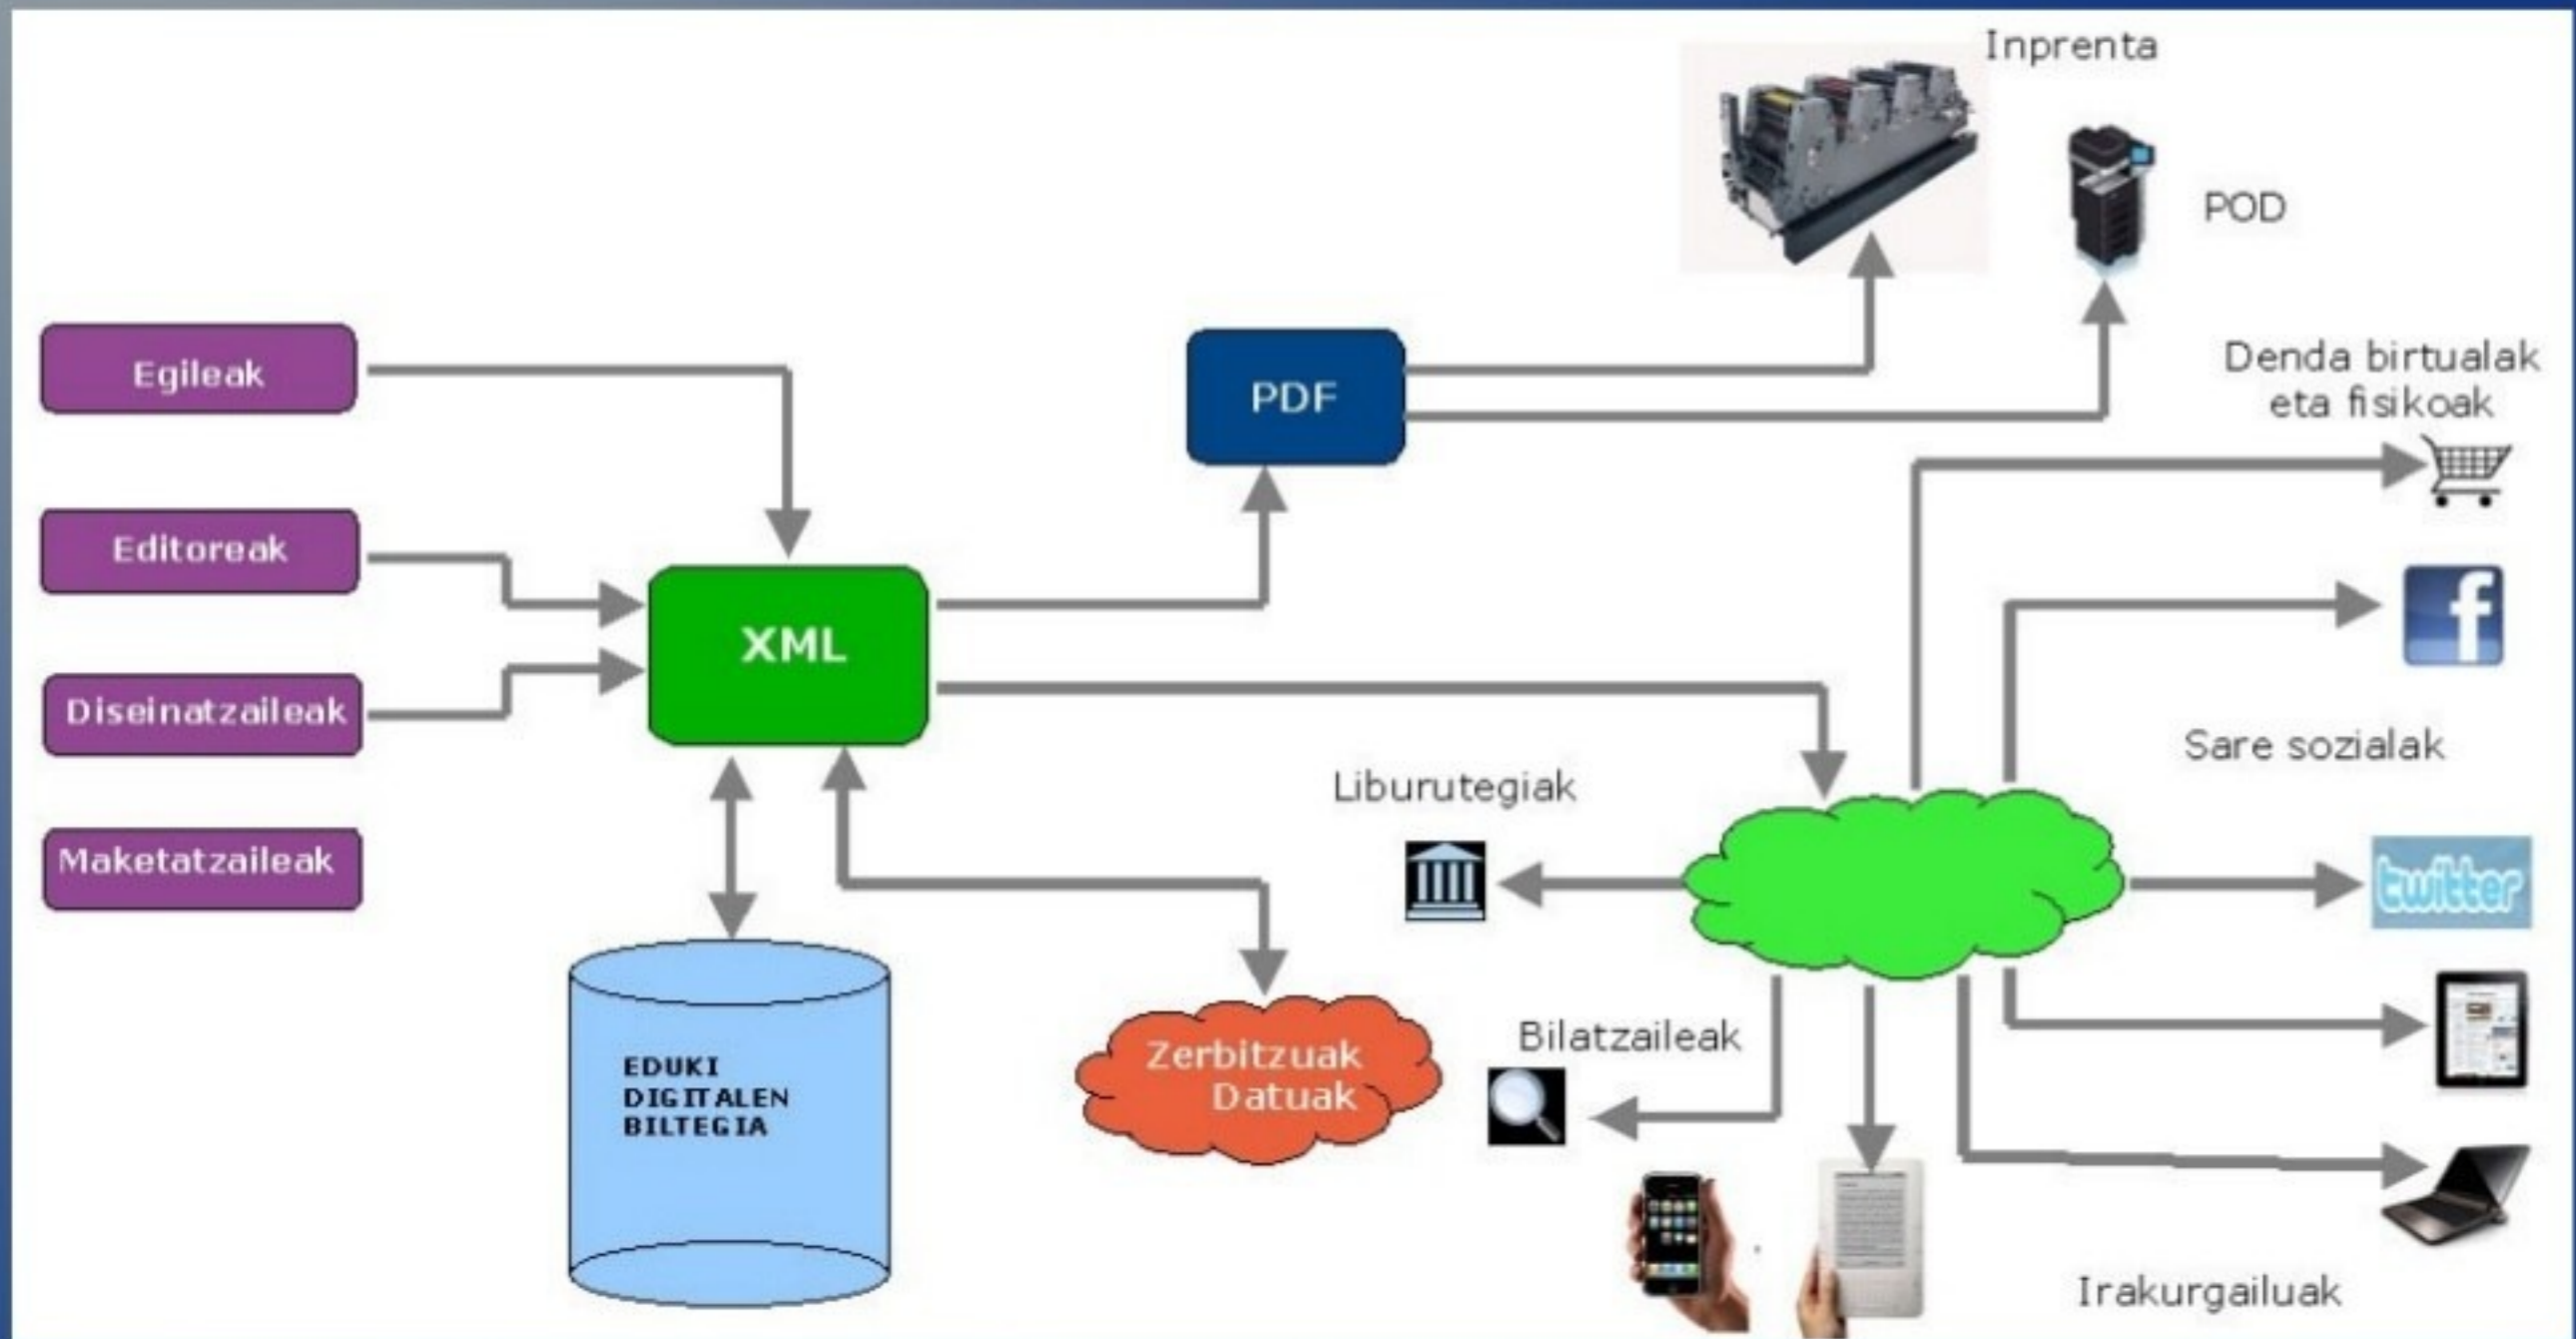 Inprenta
POD
Denda birtualak
eta fisikoak
Egileak
PDF
Editoreak
f
XML
Diseinatzaileak
Sare sozialak
Liburutegiak
Maketatzaileak
twitter
Bilatzaileak
EDUKI
DIGITALEN
BILTEGIA
Zerbitzuak
Datuak
Irakurgailuak